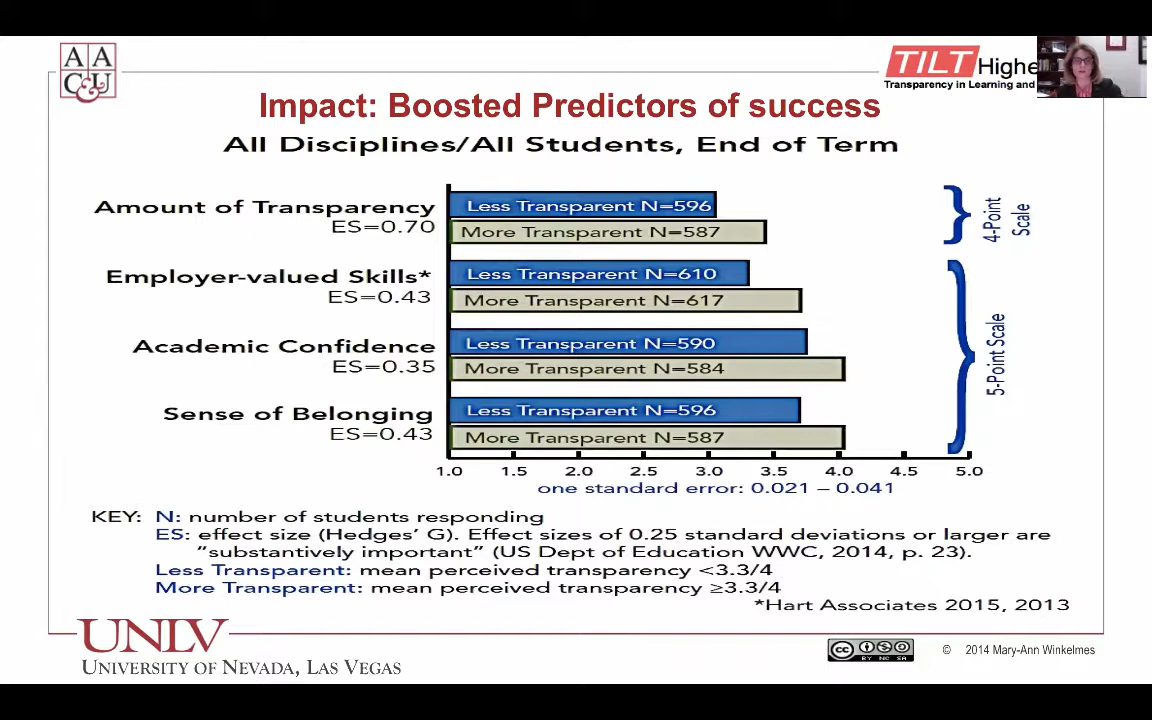 A A
C&U
TILT Highe
Transparency in Learning and
Impact: Boosted Predictors of success
All Disciplines/All Students, End of Term
Amount of Transparency
ES=0.70
Less Transparent N=596
More Transparent N=587
4-Point
Scale
Employer-valued Skills*
ES=0.43
Less Transparent N=610
More Transparent N=617
Academic Confidence
ES=0.35
Less Transparent N=590
More Transparent N=584
5-Point Scale
Sense of Belonging
ES=0.43
Less Transparent N=596
More Transparent N=587
1.0 1.5 2.0 2.5 3.0 3.5 4.0 4.5 5.0
one standard error: 0.021 – 0.041
KEY: N: number of students responding
ES: effect size (Hedges’ G). Effect sizes of 0.25 standard deviations or larger are
“substantively important” (US Dept of Education WWC, 2014, p. 23).
Less Transparent: mean perceived transparency <3.3/4
More Transparent: mean perceived transparency ≥3.3/4
*Hart Associates 2015, 2013
UNLV
UNIVERSITY OF NEVADA, LAS VEGAS
cc
BY NC SA
© 2014 Mary-Ann Winkelmes